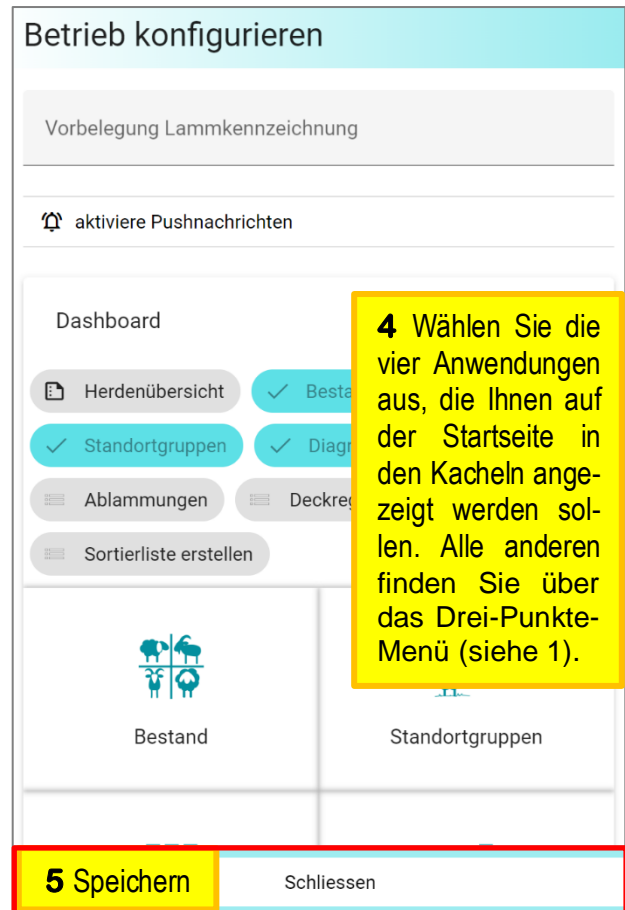 Betrieb konfigurieren
Vorbelegung Lammkennzeichnung
aktiviere Pushnachrichten
Dashboard
Herdenübersicht
Standortgruppen
Ablammungen
Sortierliste erstellen
4 Wählen Sie die
vier Anwendungen
aus, die Ihnen auf
der Startseite in
den Kacheln ange-
zeigt werden sol-
len. Alle anderen
finden Sie über
das Drei-Punkte-
Menü (siehe 1).
Bestand
Standortgruppen
5 Speichern
Schliessen